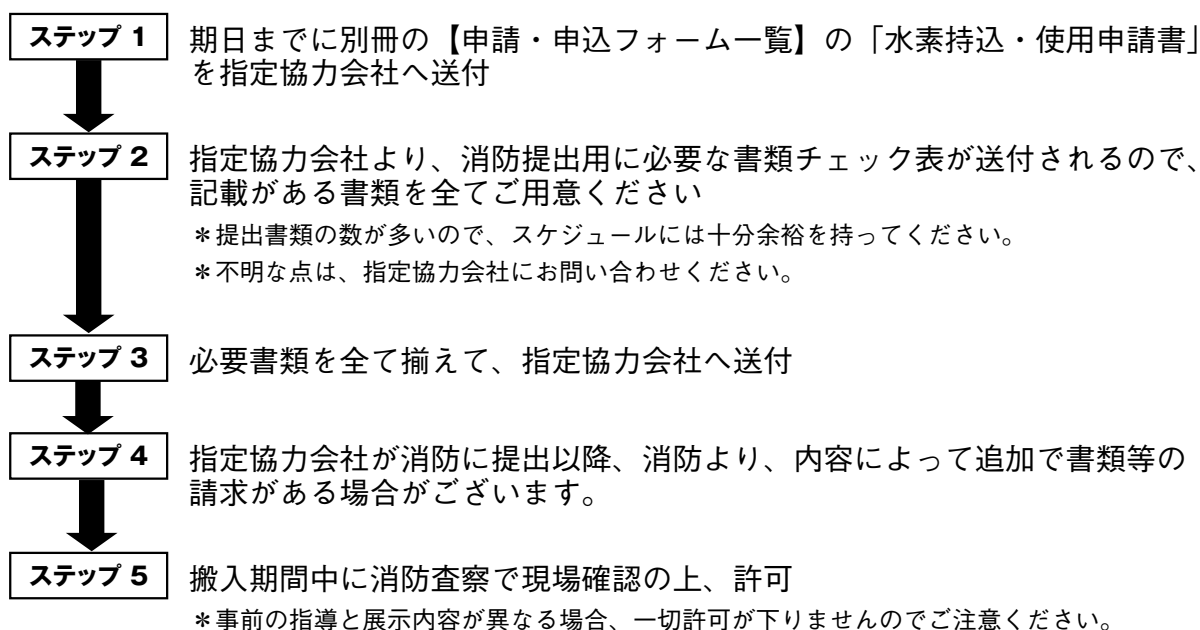 ステップ 1
期日までに別冊の【申請・申込フォーム一覧】の「水素持込・使用申請書」
を指定協力会社へ送付
ステップ 2
指定協力会社より、消防提出用に必要な書類チェック表が送付されるので、
記載がある書類を全てご用意ください
＊提出書類の数が多いので、スケジュールには十分余裕を持ってください。
＊不明な点は、指定協力会社にお問い合わせください。
ステップ 3
必要書類を全て揃えて、指定協力会社へ送付
ステップ 4
指定協力会社が消防に提出以降、消防より、内容によって追加で書類等の
請求がある場合がございます。
ステップ 5
搬入期間中に消防査察で現場確認の上、許可
＊事前の指導と展示内容が異なる場合、一切許可が下りませんのでご注意ください。